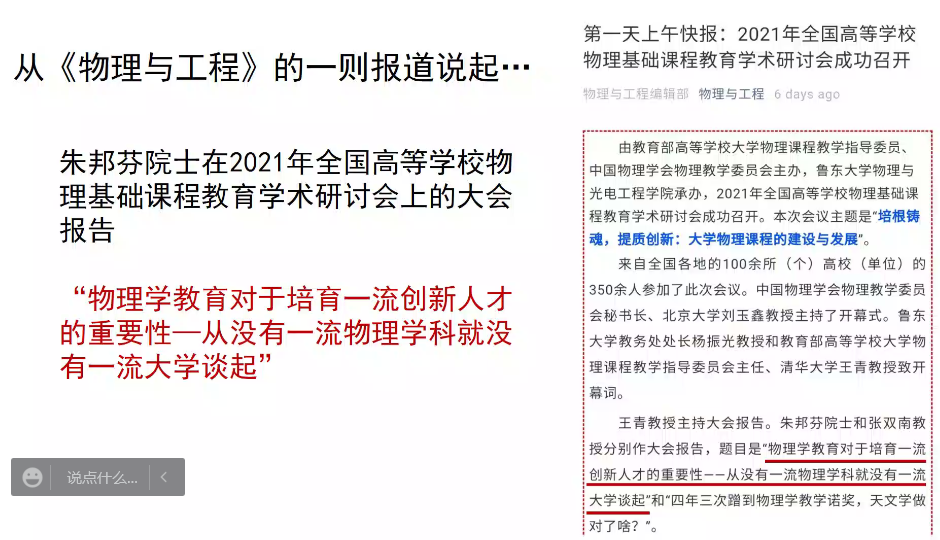 从《物理与工程》的一则报道说起…
朱邦芬院士在2021年全国高等学校物
理基础课程教育学术研讨会上的大会
报告
“物理学教育对于培育一流创新人才
的重要性—从没有一流物理学科就没
有一流大学谈起”
说点什么...
第一天上午快报：2021年全国高等学校
物理基础课程教育学术研讨会成功召开
物理与工程编辑部 物理与工程 6 days ago
由教育部高等学校大学物理课程教学指导委员、
中国物理学会物理教学委员会主办，鲁东大学物理与
光电工程学院承办，2021年全国高等学校物理基础课
程教育学术研讨会成功召开。本次会议主题是“培根铸
魂，提质创新：大学物理课程的建设与发展”。
来自全国各地的100余所（个）高校（单位）的
350余人参加了此次会议。中国物理学会物理教学委员
会秘书长、北京大学刘玉鑫教授主持了开幕式。鲁东
大学教务处处长杨振光教授和教育部高等学校大学物
理课程教学指导委员会主任、清华大学王青教授致开
幕词。
王青教授主持大会报告。朱邦芬院士和张双南教
授分别作大会报告，题目是“物理学教育对于培育一流
创新人才的重要性——从没有一流物理学科就没有一流
大学谈起”和“四年三次蹭到物理学教学诺奖，天文学做
对了啥？”。